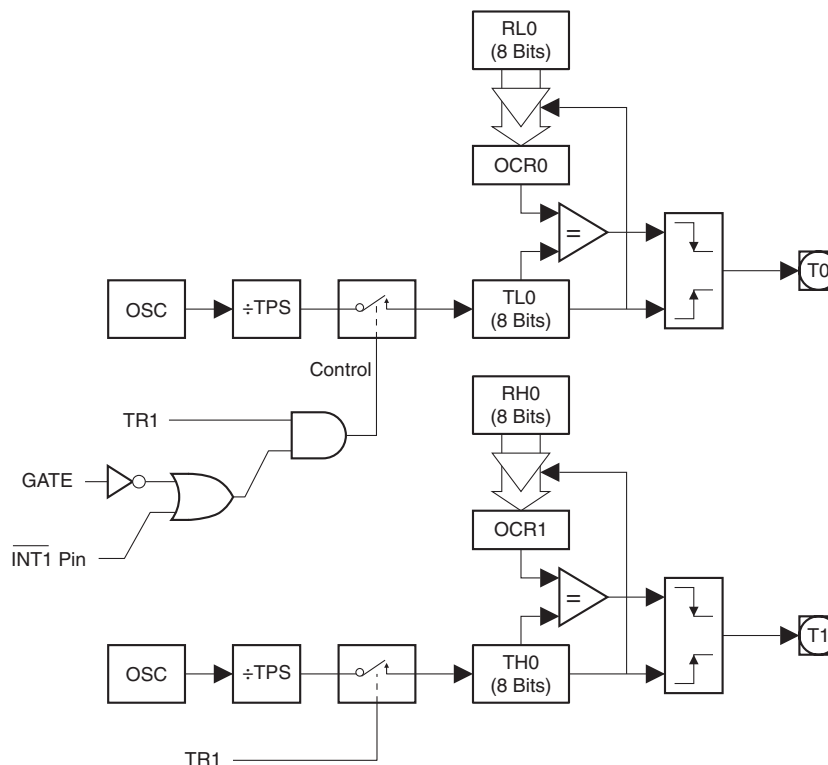 RL0
(8 Bits)
OCR0
=
T0
OSC
÷TPS
TL0
(8 Bits)
Control
TR1
RH0
(8 Bits)
GATE
INT1 Pin
OCR1
=
T1
OSC
÷TPS
TH0
(8 Bits)
TR1